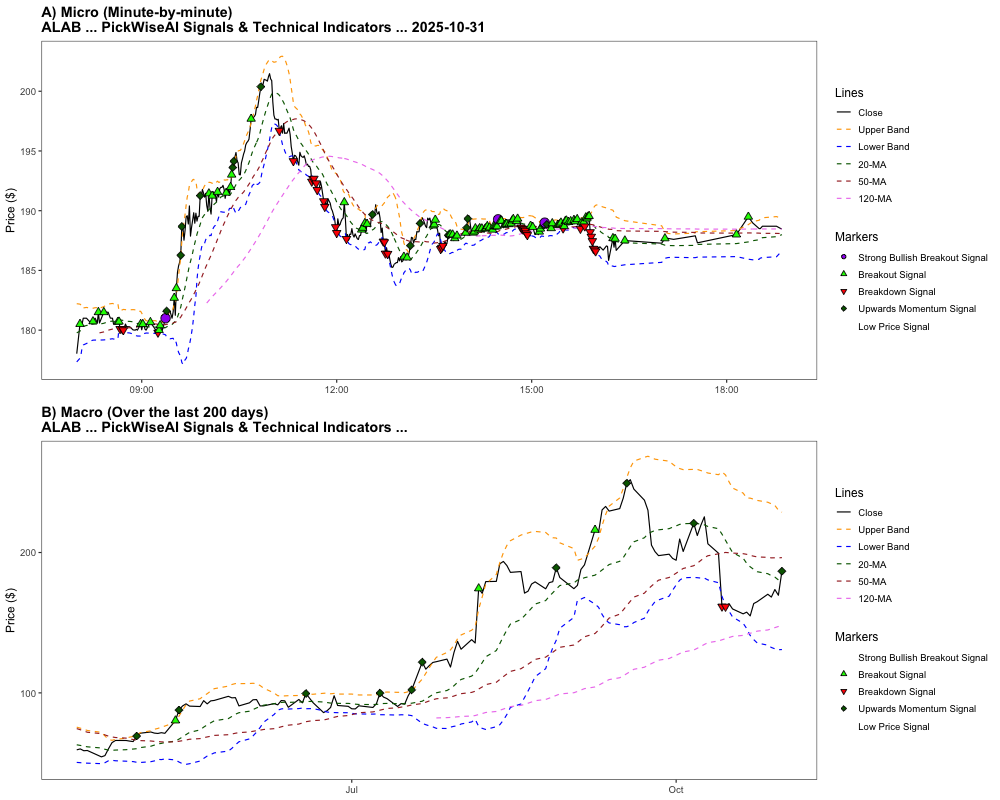 A) Micro (Minute-by-minute)
ALAB ... PickWiseAI Signals & Technical Indicators ... 2025-10-31
Price ($)
200
195
190
185
180
09:00
12:00
15:00
18:00
Lines
Close
Upper Band
Lower Band
20-MA
50-MA
120-MA
Markers
Strong Bullish Breakout Signal
Breakout Signal
Breakdown Signal
Upwards Momentum Signal
Low Price Signal
B) Macro (Over the last 200 days)
ALAB ... PickWiseAI Signals & Technical Indicators ...
Price ($)
200
100
Jul
Oct
Lines
Close
Upper Band
Lower Band
20-MA
50-MA
120-MA
Markers
Strong Bullish Breakout Signal
Breakout Signal
Breakdown Signal
Upwards Momentum Signal
Low Price Signal